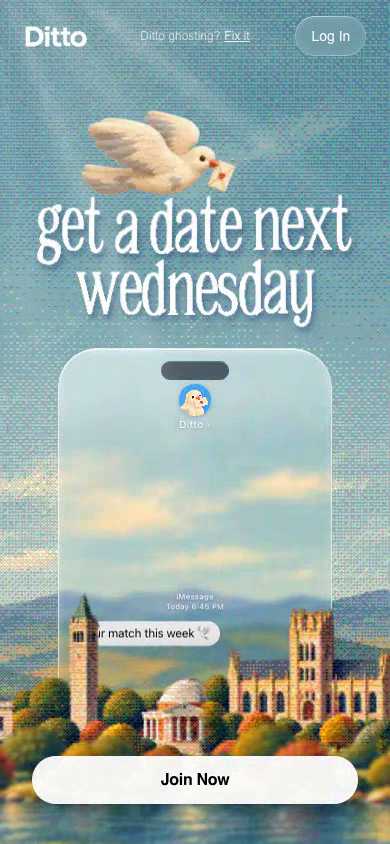 Ditto
Ditto ghosting? Fix it
Log In
get a date next
wednesday
Ditto
iMessage
Today 6:45 PM
match this week 🕊️
Join Now